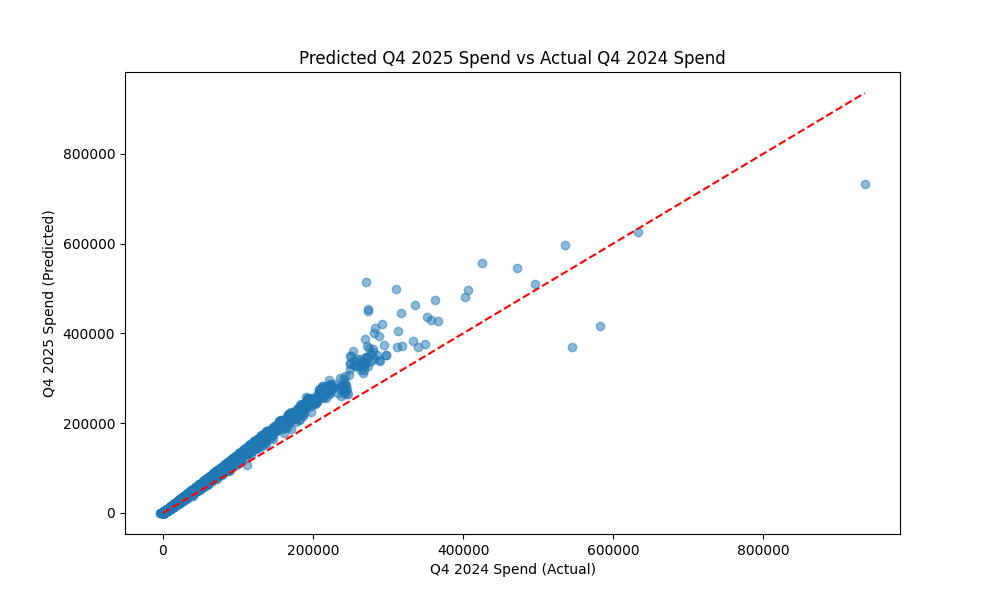 Predicted Q4 2025 Spend vs Actual Q4 2024 Spend
Q4 2025 Spend (Predicted)
800000
600000
400000
200000
0
0 200000 400000 600000 800000
Q4 2024 Spend (Actual)